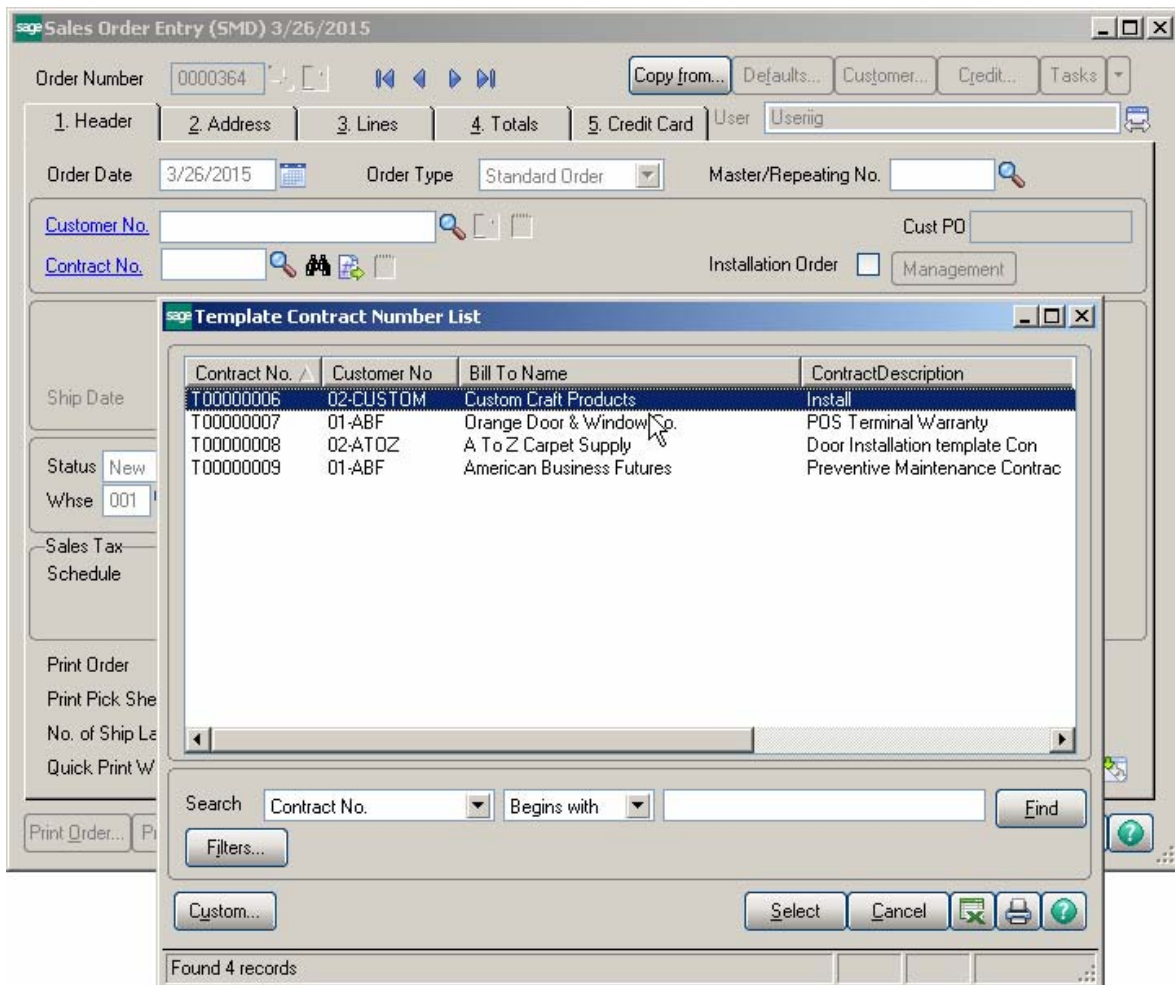 sage Sales Order Entry (SMD) 3/26/2015
Order Number 0000364 Copy from... Defaults... Customer... Credit... Tasks
1. Header 2. Address 3. Lines 4. Totals 5. Credit Card User Useriig
Order Date 3/26/2015 Order Type Standard Order Master/Repeating No.
Customer No. Cust PO
Contract No. Installation Order Management
sage Template Contract Number List
Contract No. Customer No Bill To Name ContractDescription
T00000006 02-CUSTOM Custom Craft Products Install
T00000007 01-ABF Orange Door & Window Co. POS Terminal Warranty
T00000008 02-ATOZ A To Z Carpet Supply Door Installation template Con
T00000009 01-ABF American Business Futures Preventive Maintenance Contrac
Ship Date
Status New
Whse 001
Sales Tax
Schedule
Print Order
Print Pick She
No. of Ship La
Quick Print W
Search Contract No. Begins with Find
Filters...
Print Order... Pr
Custom... Select Cancel
Found 4 records